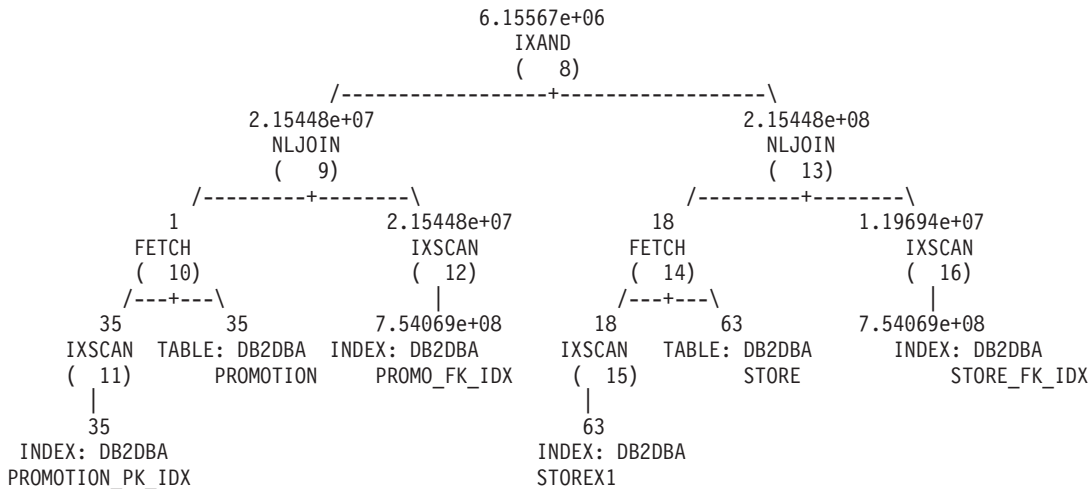 6.15567e+06
IXAND
( 8)
/------------------+------------------\
2.15448e+07 2.15448e+08
NLJOIN NLJOIN
( 9) ( 13)
/---------+--------\ /---------+--------\
1 2.15448e+07 18 1.19694e+07
FETCH IXSCAN FETCH IXSCAN
( 10) ( 12) ( 14) ( 16)
/---+---\ | /---+---\ |
35 35 7.54069e+08 18 63 7.54069e+08
IXSCAN TABLE: DB2DBA INDEX: DB2DBA IXSCAN TABLE: DB2DBA INDEX: DB2DBA
( 11) PROMOTION PROMO_FK_IDX ( 15) STORE STORE_FK_IDX
| |
35 63
INDEX: DB2DBA INDEX: DB2DBA
PROMOTION_PK_IDX STOREX1